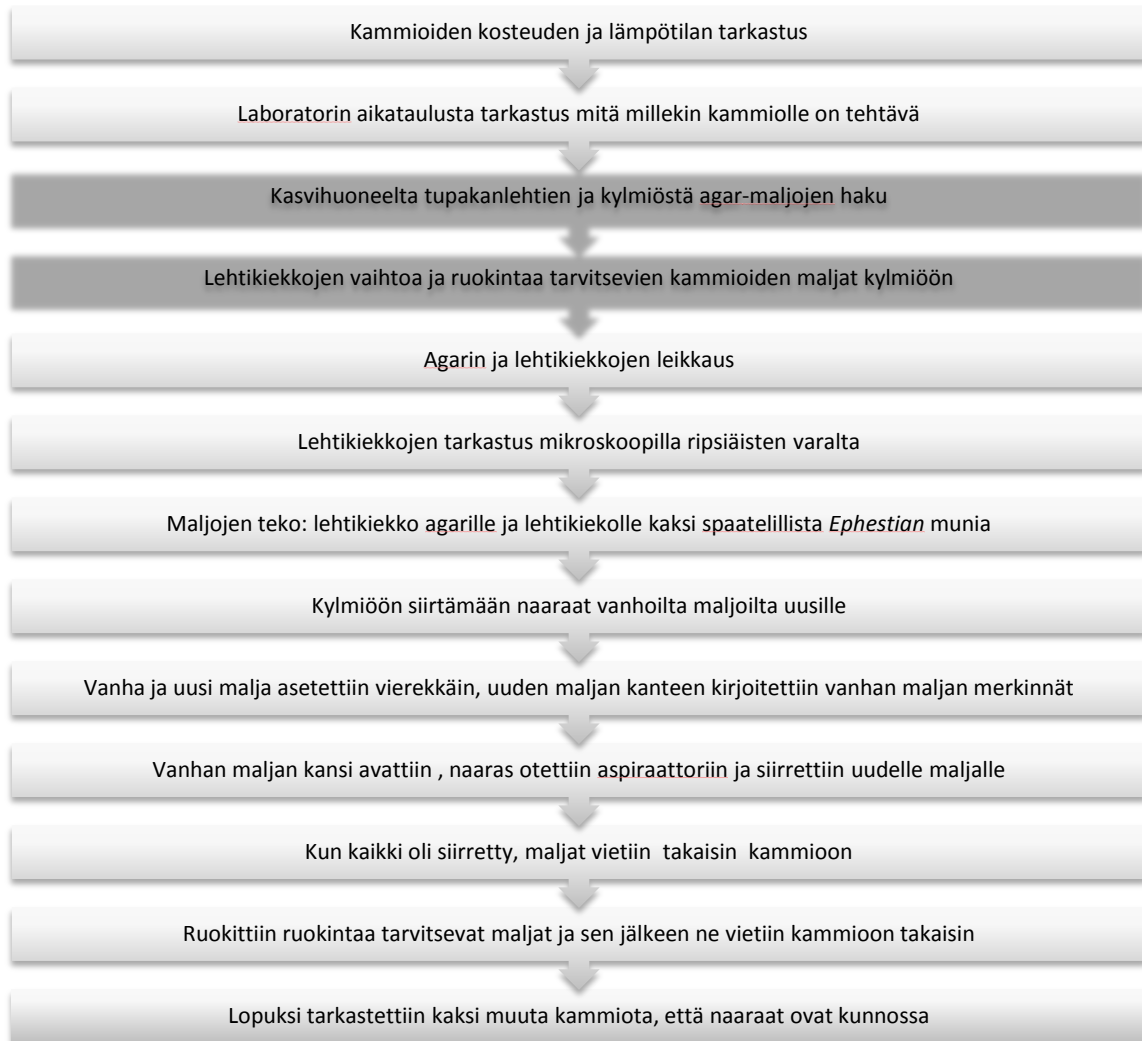 Kammioiden kosteuden ja lämpötilan tarkastus
Laboratorin aikataulusta tarkastus mitä millekin kammiolle on tehtävä
Kasvihuoneelta tupakanlehtien ja kylmiöstä agar-maljojen haku
Lehtikiekkojen vaihtoa ja ruokintaa tarvitsevien kammioiden maljat kylmiöön
Agarin ja lehtikiekkojen leikkaus
Lehtikiekkojen tarkastus mikroskoopilla ripsiäisten varalta
Maljojen teko: lehtikiekko agarille ja lehtikiekolle kaksi spaatelillista Ephestian munia
Kylmiöön siirtämään naaraat vanhoilta maljoilta uusille
Vanha ja uusi malja asetettiin vierekkäin, uuden maljan kanteen kirjoitettiin vanhan maljan merkinnät
Vanhan maljan kansi avattiin , naaras otettiin aspiraattoriin ja siirrettiin uudelle maljalle
Kun kaikki oli siirretty, maljat vietiin takaisin kammioon
Ruokittiin ruokintaa tarvitsevat maljat ja sen jälkeen ne vietiin kammioon takaisin
Lopuksi tarkastettiin kaksi muuta kammiota, että naaraat ovat kunnossa